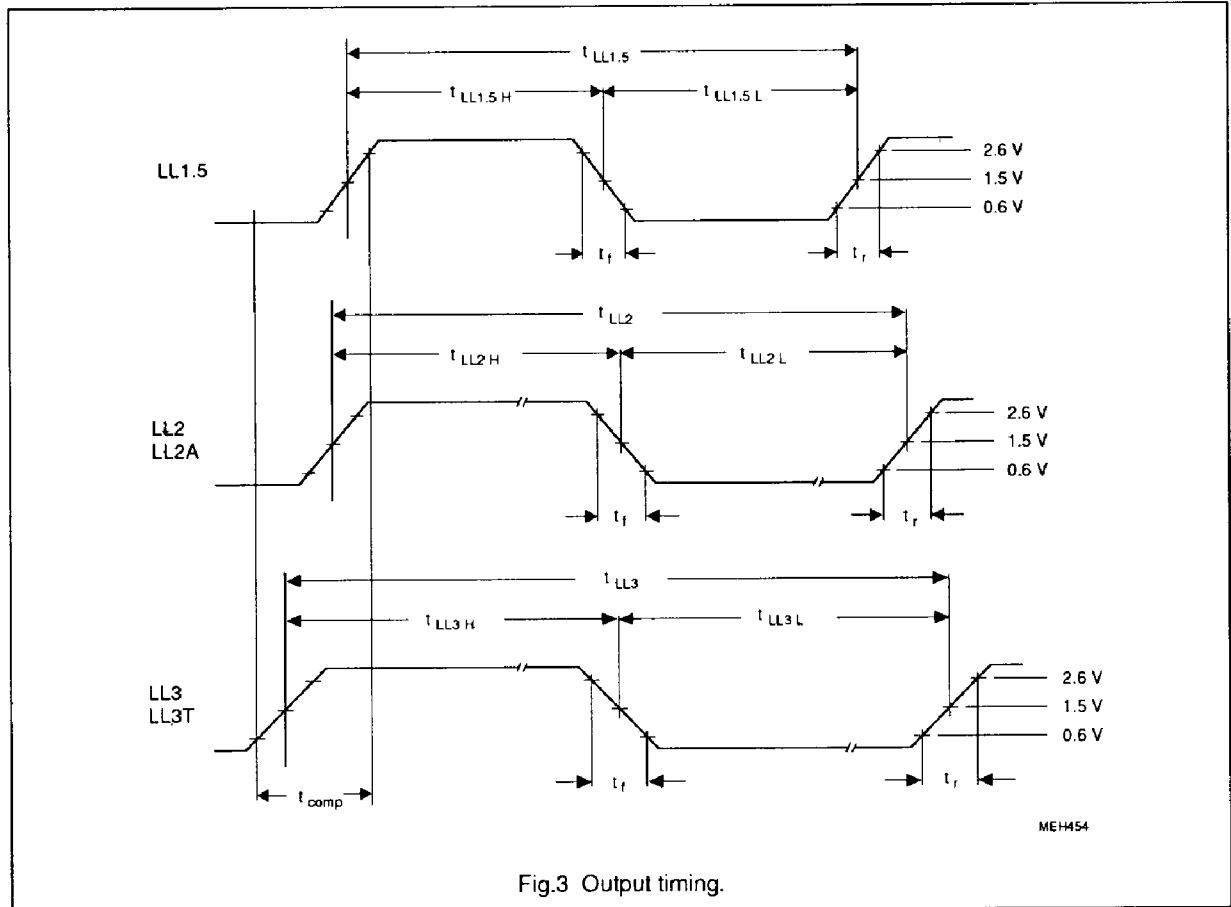 t LL1.5
t LL1.5 H
t LL1.5 L
LL1.5
2.6 V
1.5 V
0.6 V
t f
t r
t LL2
t LL2 H
t LL2 L
LL2
LL2A
2.6 V
1.5 V
0.6 V
t f
t r
t LL3
t LL3 H
t LL3 L
LL3
LL3T
2.6 V
1.5 V
0.6 V
t f
t r
t comp
MEH454
Fig.3 Output timing.